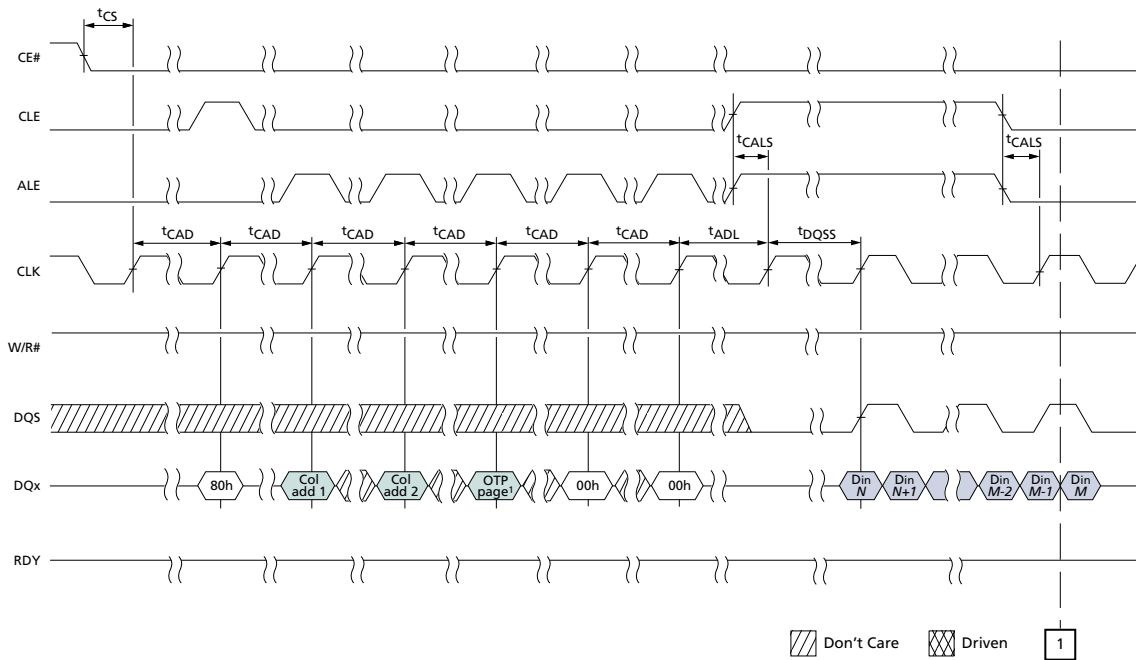 tCS
CE#
CLE
tCALS
tCALS
ALE
tCAD
tCAD
tCAD
tCAD
tCAD
tCAD
tADL
tDQSS
CLK
W/R#
DQS
DQx
80h
Col
add 1
Col
add 2
OTP
page1
00h
00h
Din
N
Din
N+1
Din
M-2
Din
M-1
Din
M
RDY
Don't Care
Driven
1